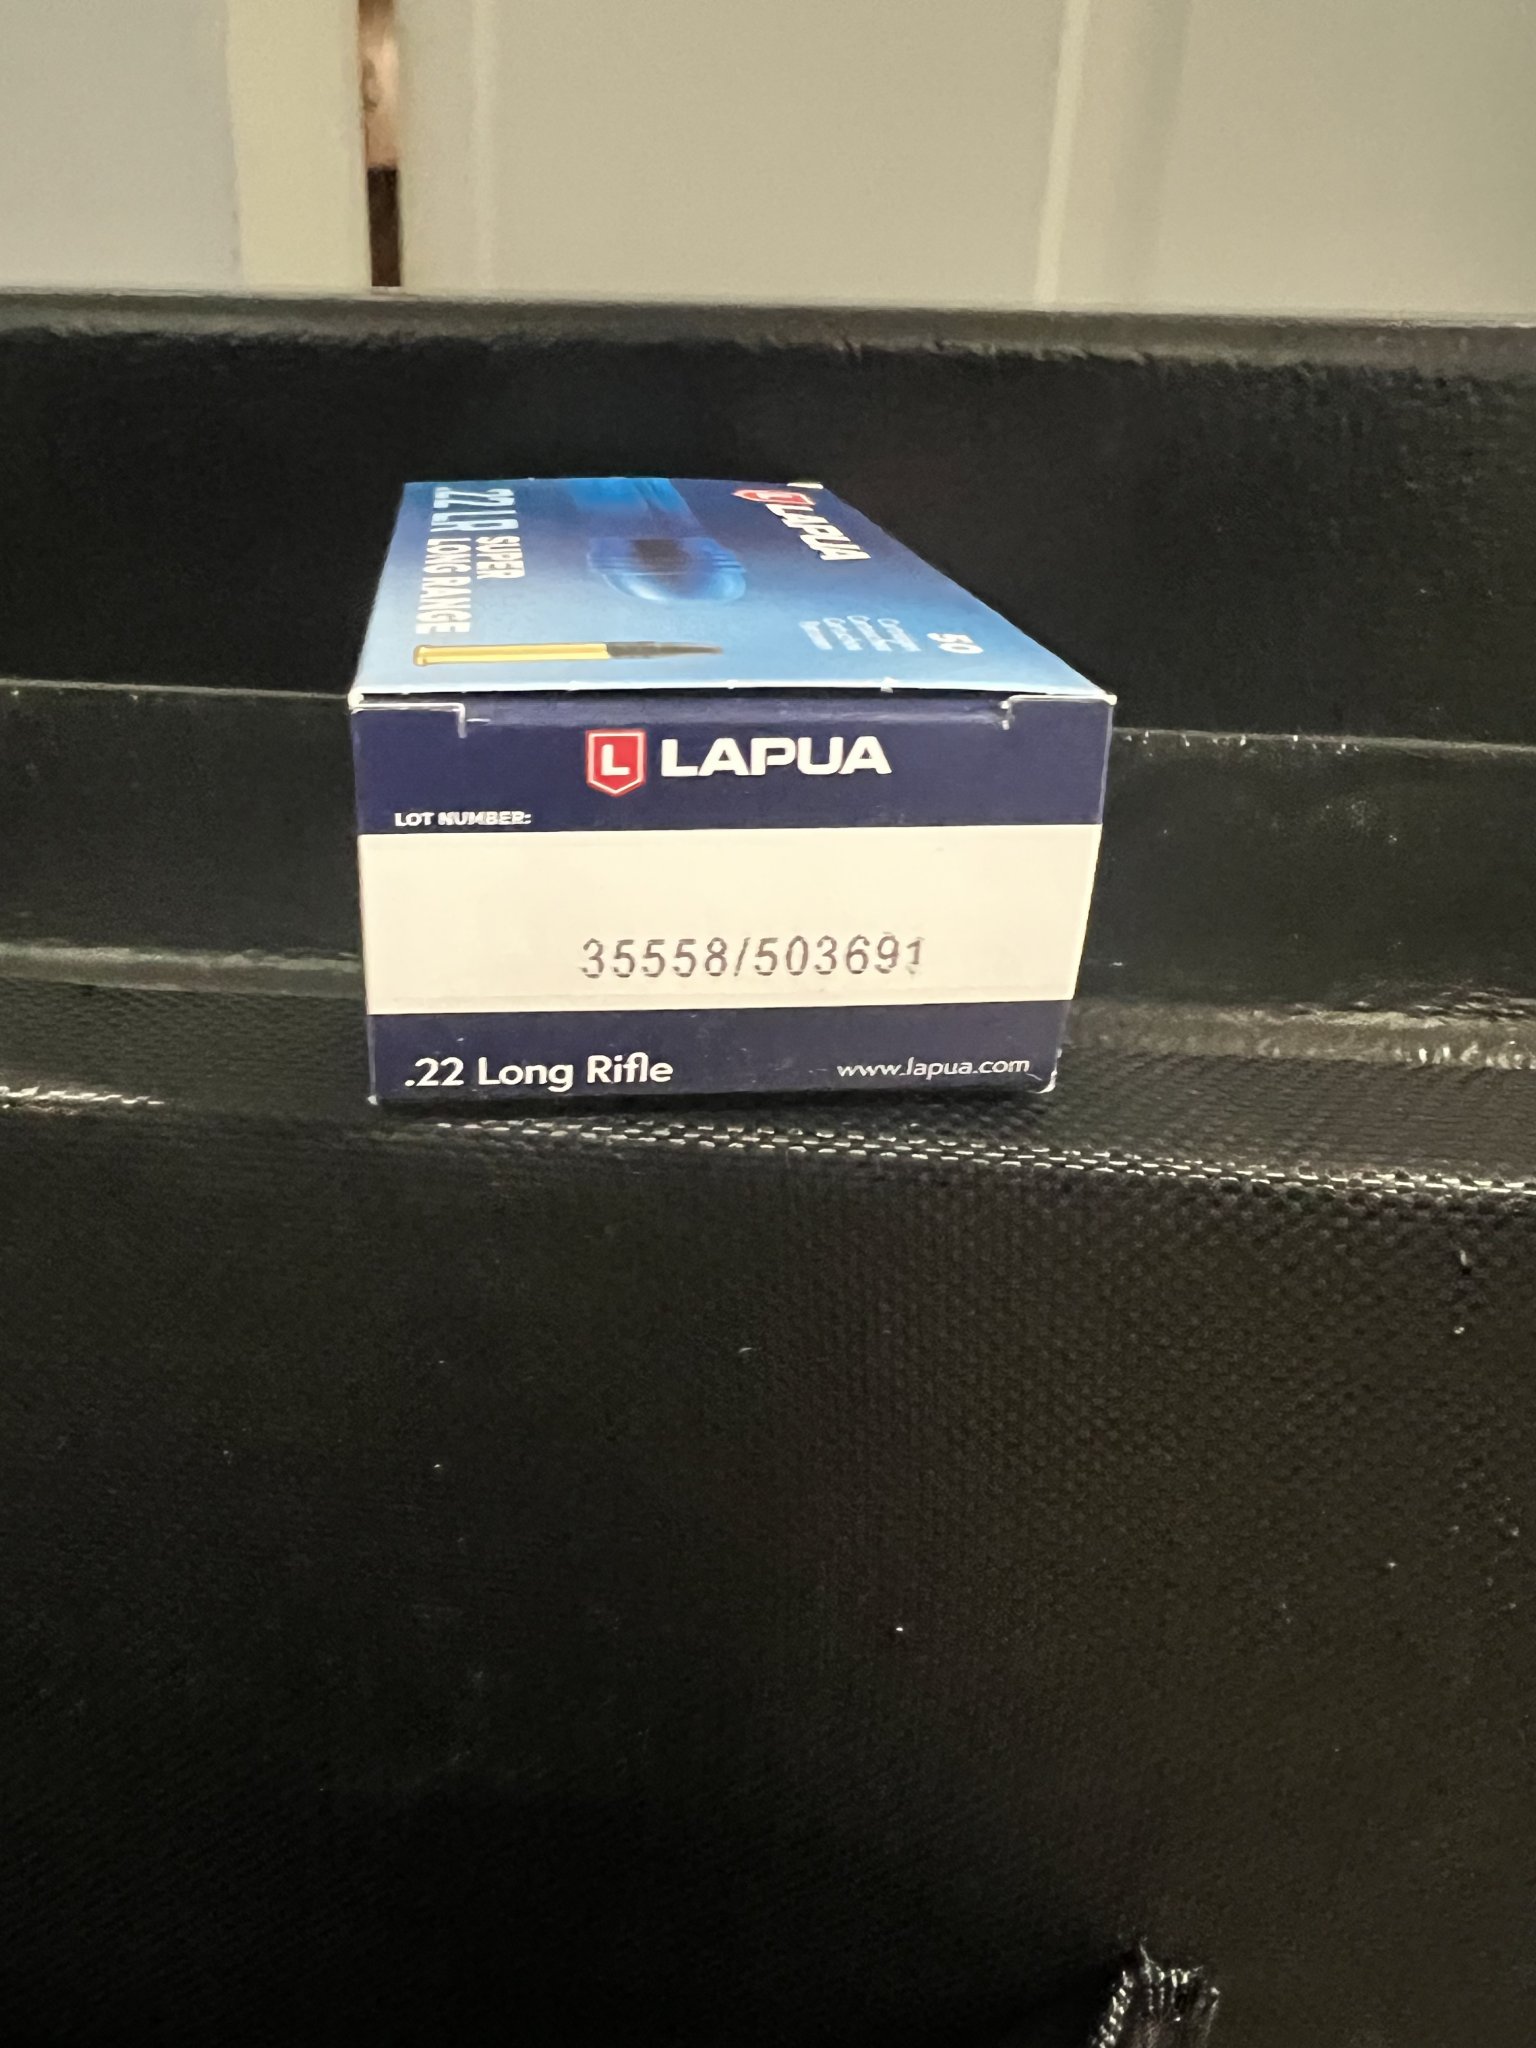 LAPUA
.22 LR SUPER
LONG RANGE
50
L LAPUA
LOT NUMBER:
35558/503691
.22 Long Rifle
www.lapua.com